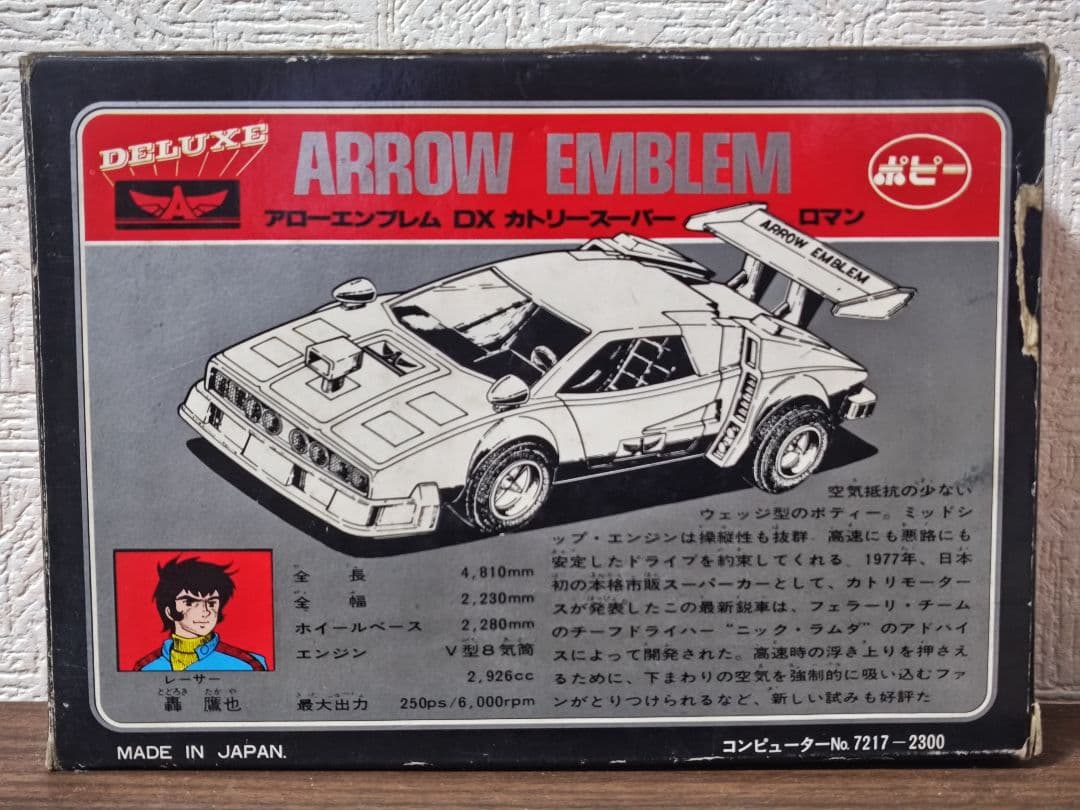 DELUXE
ARROW EMBLEM
ポピー
A
アローエンブレム DX カトリースーパー ロマン
ARROW EMBLEM
空気抵抗の少ない
ウェッジ型のボディー。ミッドシ
ップ・エンジンは操縦性も抜群 高速にも悪路にも
安定したドライブを約束してくれる 1977年、日本
初の本格市販スーパーカーとして、カトリモーター
スが発表したこの最新鋭車は、フェラーリ・チーム
のチーフドライバー“ニック・ラムダ”のアドバイ
スによって開発された。高速時の浮き上りを押さえ
るために、下まわりの空気を強制的に吸い込むファ
ンがとりつけられるなど、新しい試みも好評だ
全長 4,810mm
全幅 2,230mm
ホイールベース 2,280mm
エンジン V型8気筒
2,926cc
最大出力 250ps/6,000rpm
レーサー
とどろき たかや
轟 鷹也
MADE IN JAPAN.
コンピューターNo.7217-2300